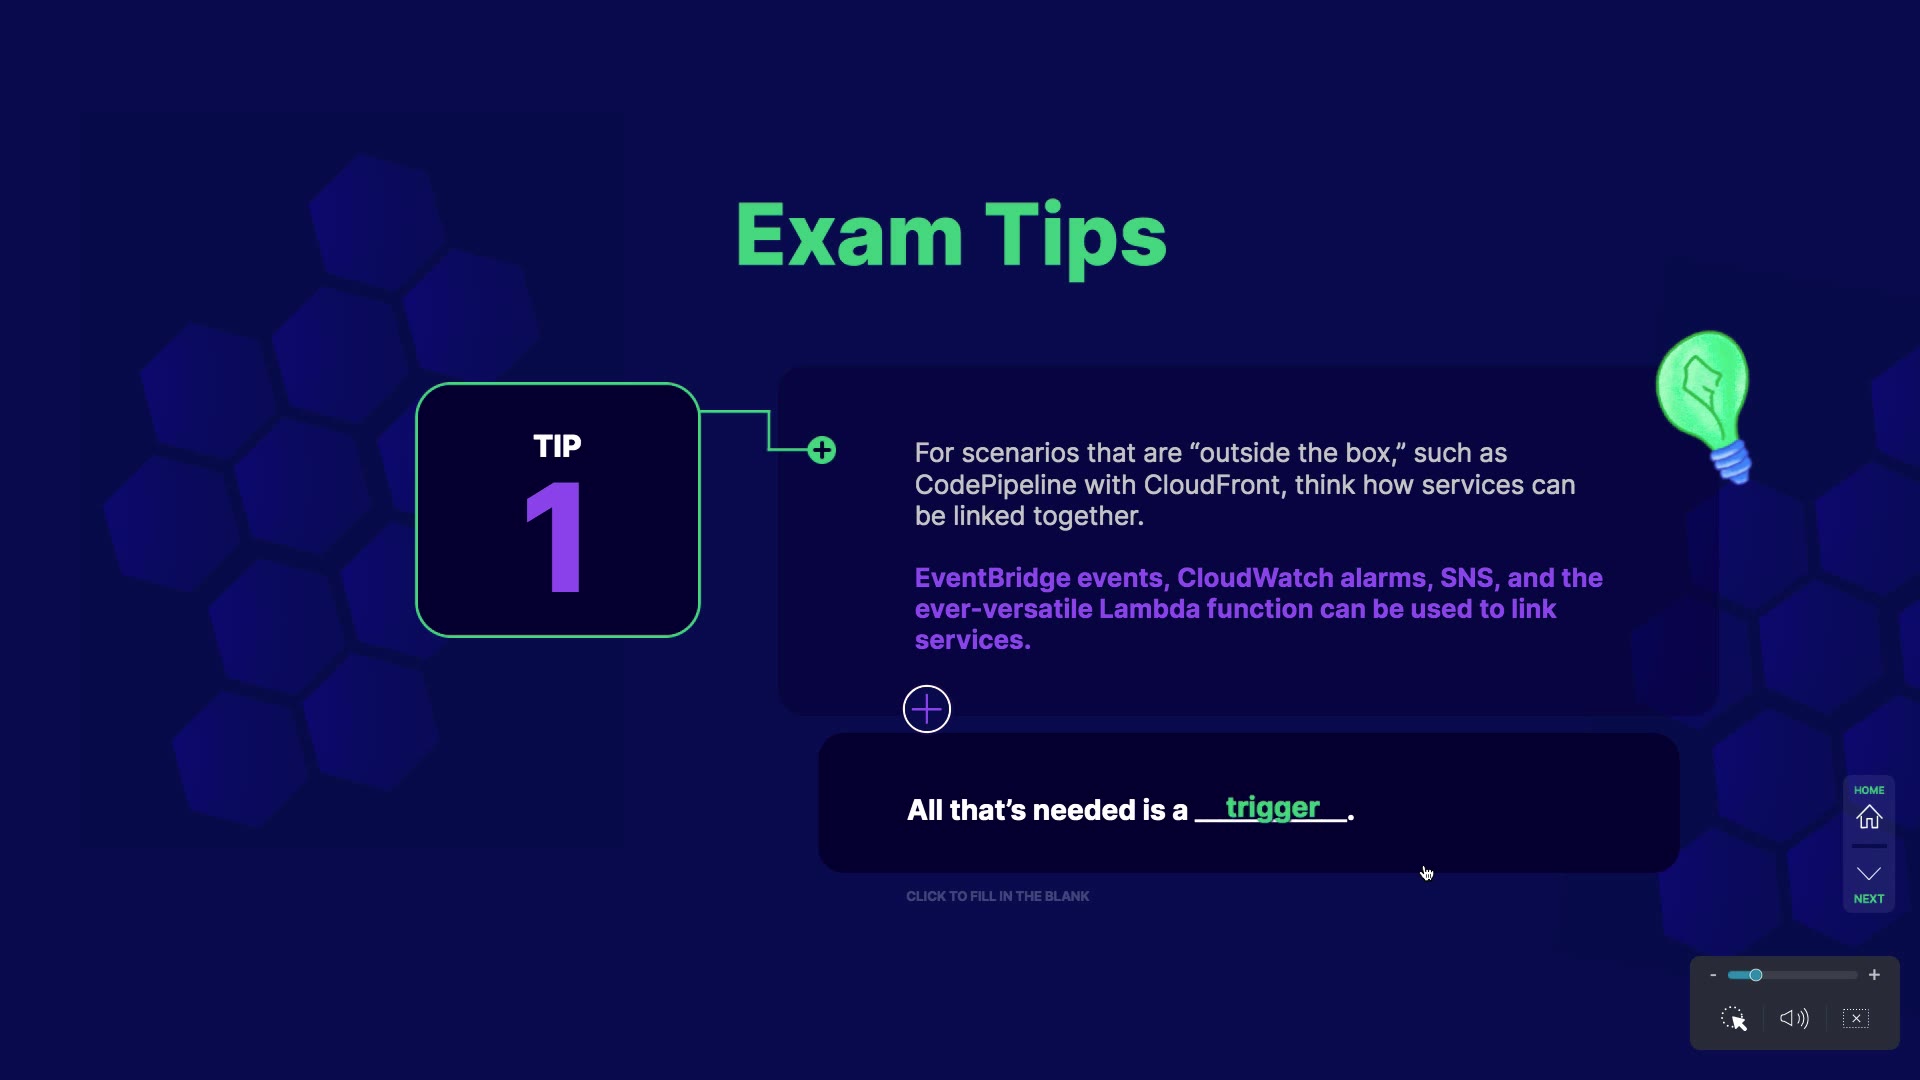 Exam Tips
TIP
1
For scenarios that are “outside the box,” such as
CodePipeline with CloudFront, think how services can
be linked together.
EventBridge events, CloudWatch alarms, SNS, and the
ever-versatile Lambda function can be used to link
services.
All that’s needed is a trigger.
CLICK TO FILL IN THE BLANK
HOME
NEXT
- +